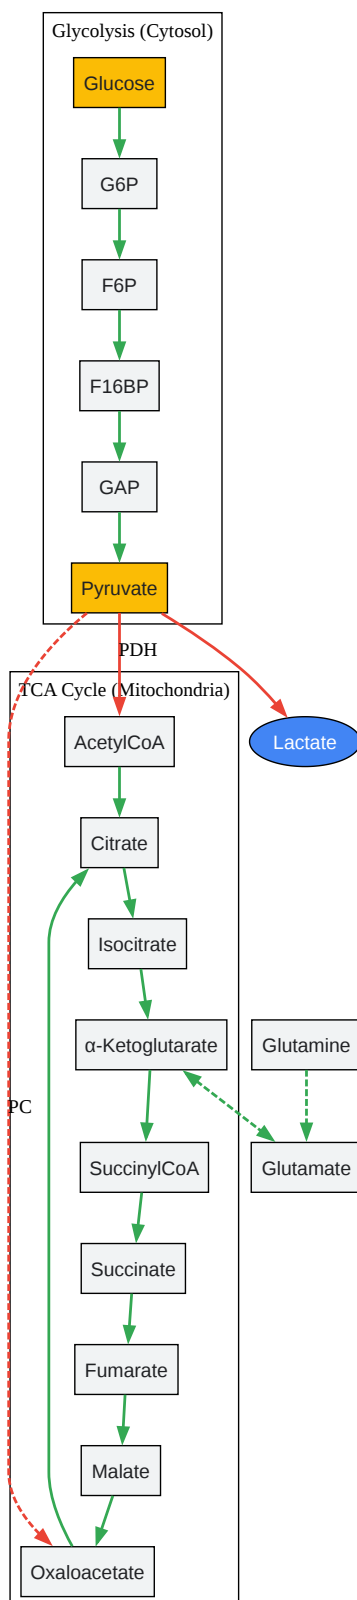 Glycolysis (Cytosol)
Glucose
G6P
F6P
F16BP
GAP
Pyruvate
PDH
TCA Cycle (Mitochondria)
AcetylCoA
Lactate
Citrate
Isocitrate
α-Ketoglutarate
Glutamine
PC
SuccinylCoA
Glutamate
Succinate
Fumarate
Malate
Oxaloacetate